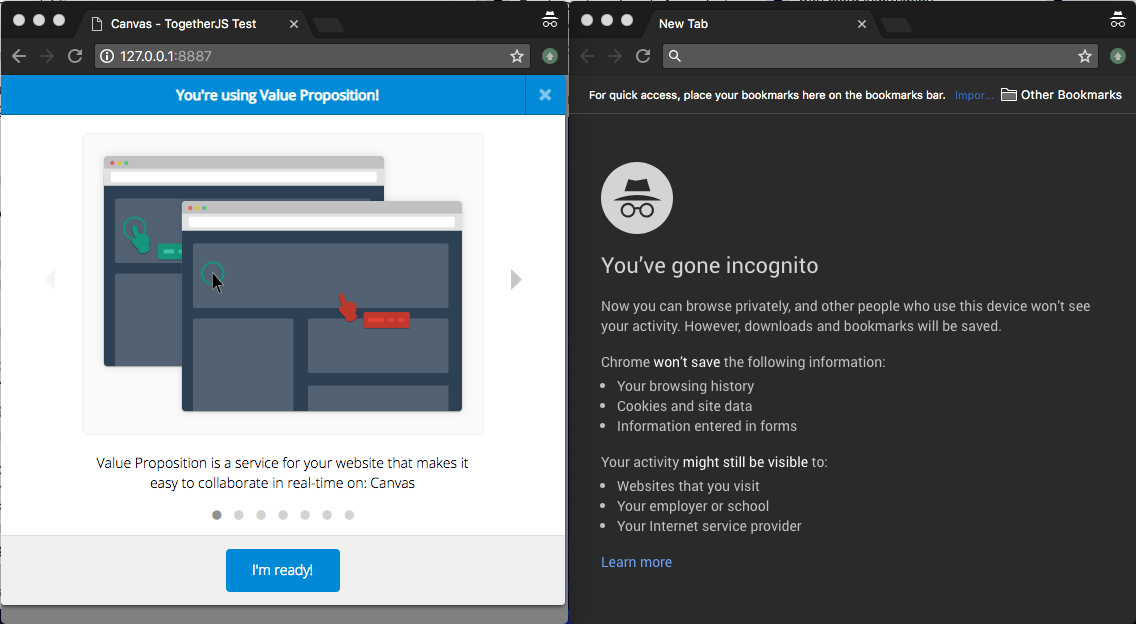 Canvas - TogetherJS Test
127.0.0.1:8887
You're using Value Proposition!
Value Proposition is a service for your website that makes it
easy to collaborate in real-time on: Canvas
I'm ready!
New Tab
For quick access, place your bookmarks here on the bookmarks bar. Impor... Other Bookmarks
You've gone incognito
Now you can browse privately, and other people who use this device won't see
your activity. However, downloads and bookmarks will be saved.
Chrome won't save the following information:
• Your browsing history
• Cookies and site data
• Information entered in forms
Your activity might still be visible to:
• Websites that you visit
• Your employer or school
• Your Internet service provider
Learn more